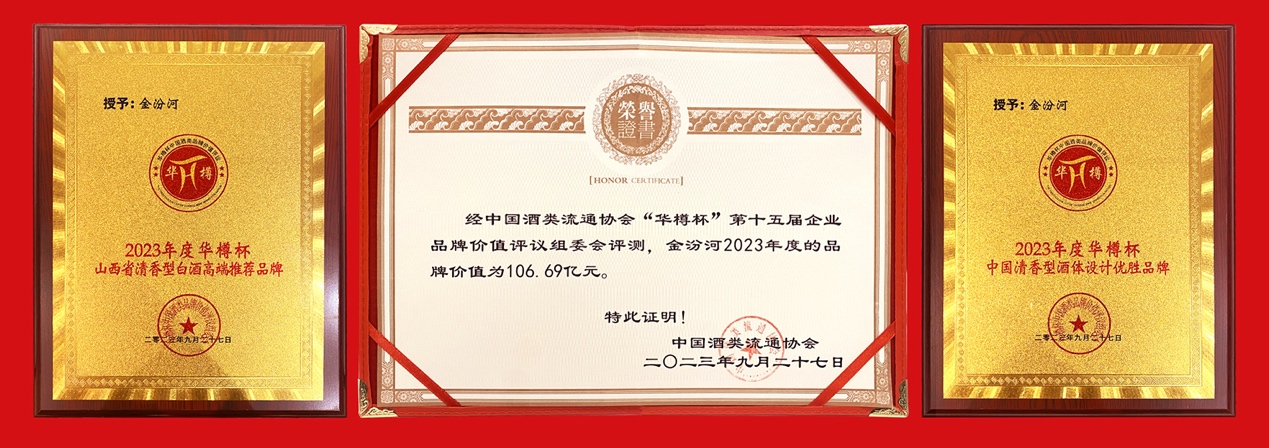 授予：金汾河
华樽
2023年度华樽杯
山西省清香型白酒高端推荐品牌
二〇二三年九月二十七日
榮譽
證書
[HONOR CERTIFICATE]
经中国酒类流通协会“华樽杯”第十五届企业
品牌价值评议组委会评测，金汾河2023年度的品
牌价值为106.69亿元。
特此证明！
中国酒类流通协会
二〇二三年九月二十七日
授予：金汾河
华樽
2023年度华樽杯
中国清香型酒体设计优胜品牌
二〇二三年九月二十七日